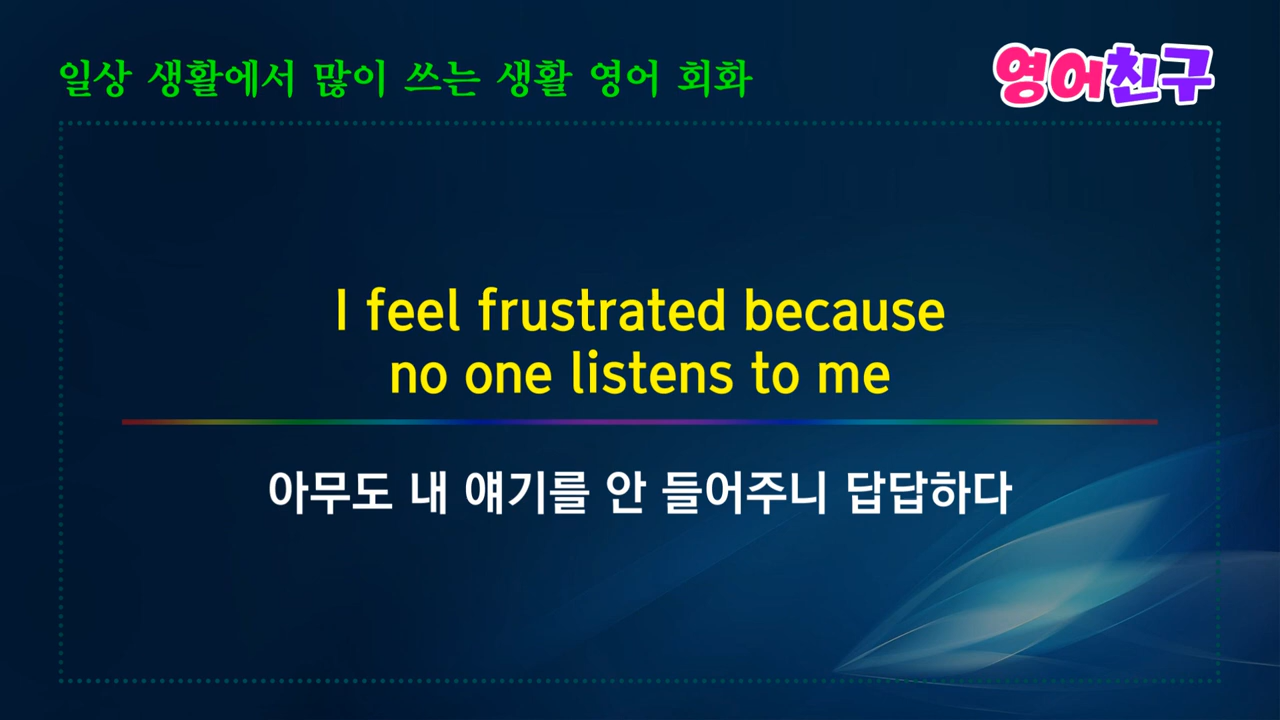 일상 생활에서 많이 쓰는 생활 영어 회화
영어친구
I feel frustrated because
no one listens to me
아무도 내 얘기를 안 들어주니 답답하다